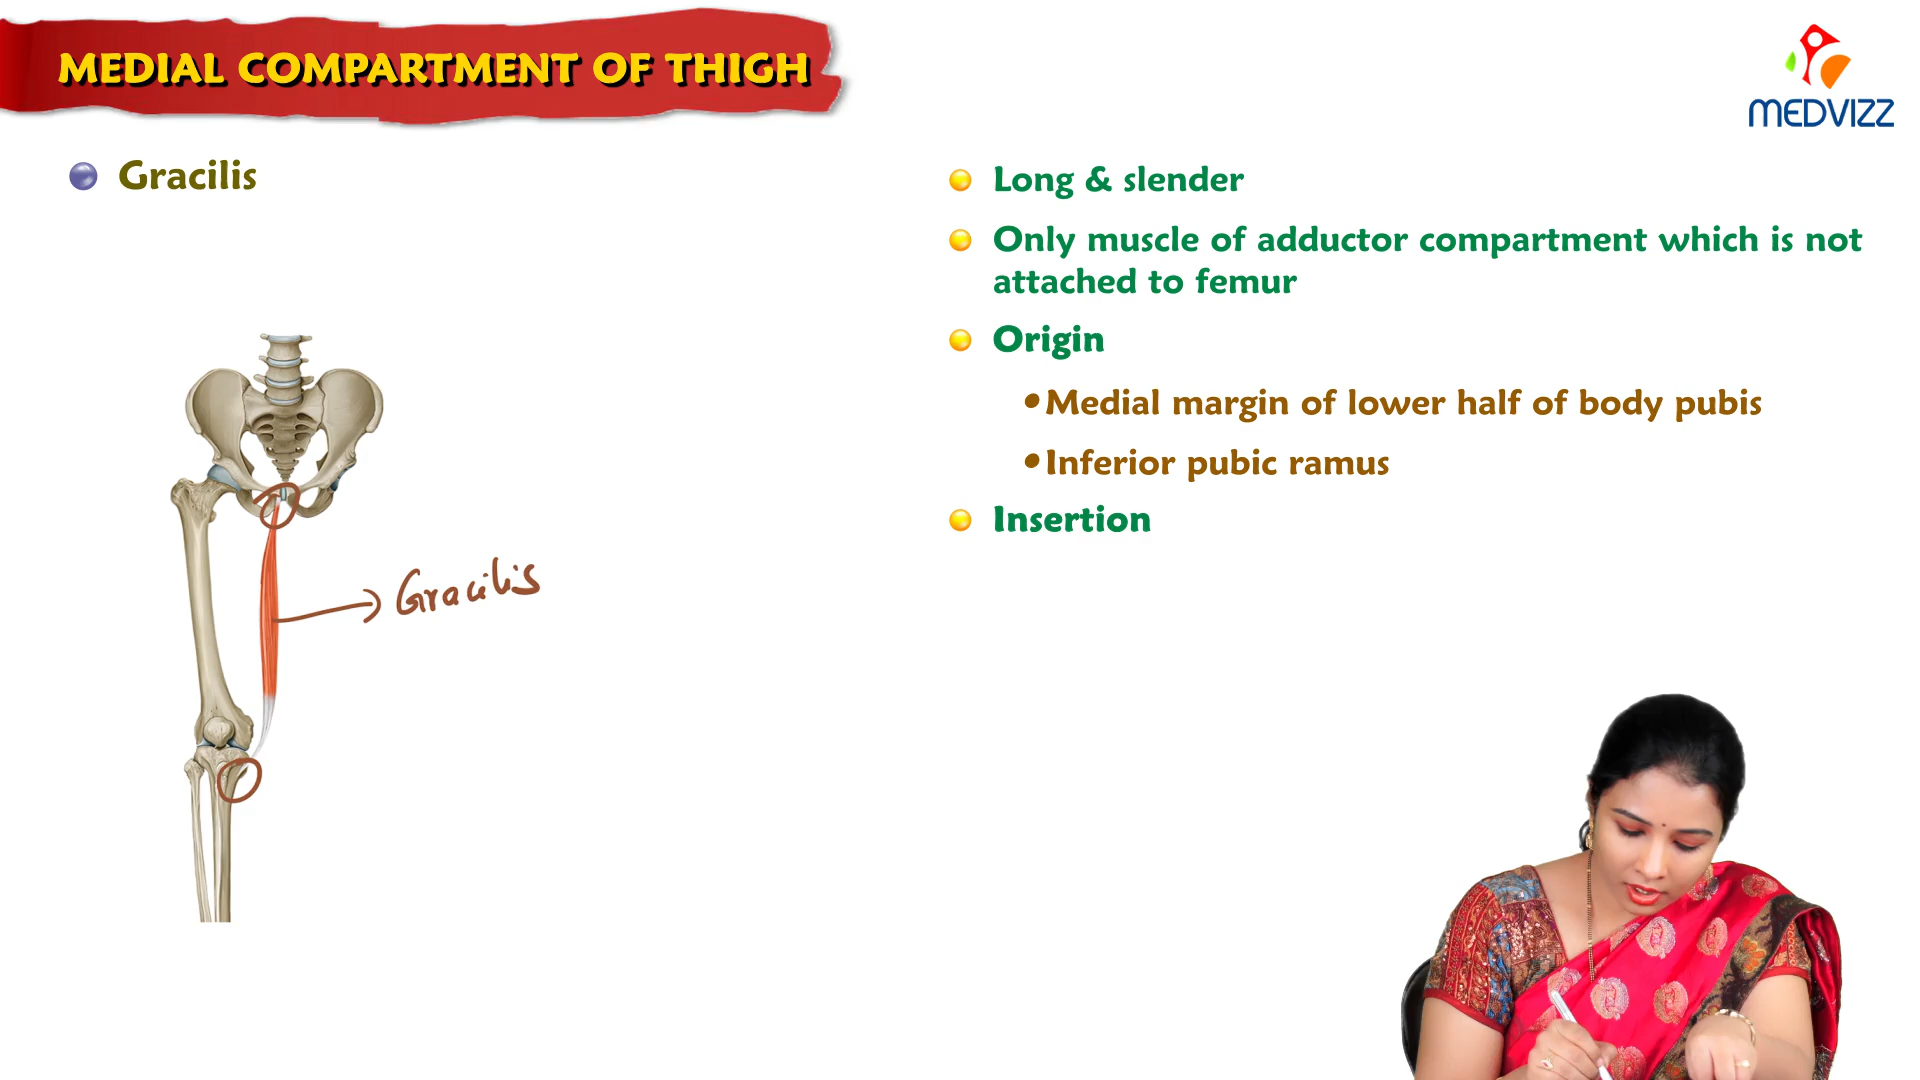 MEDIAL COMPARTMENT OF THIGH
MEDVIZZ
Gracilis
Long & slender
Only muscle of adductor compartment which is not
attached to femur
Origin
•Medial margin of lower half of body pubis
•Inferior pubic ramus
Insertion
Gracilis